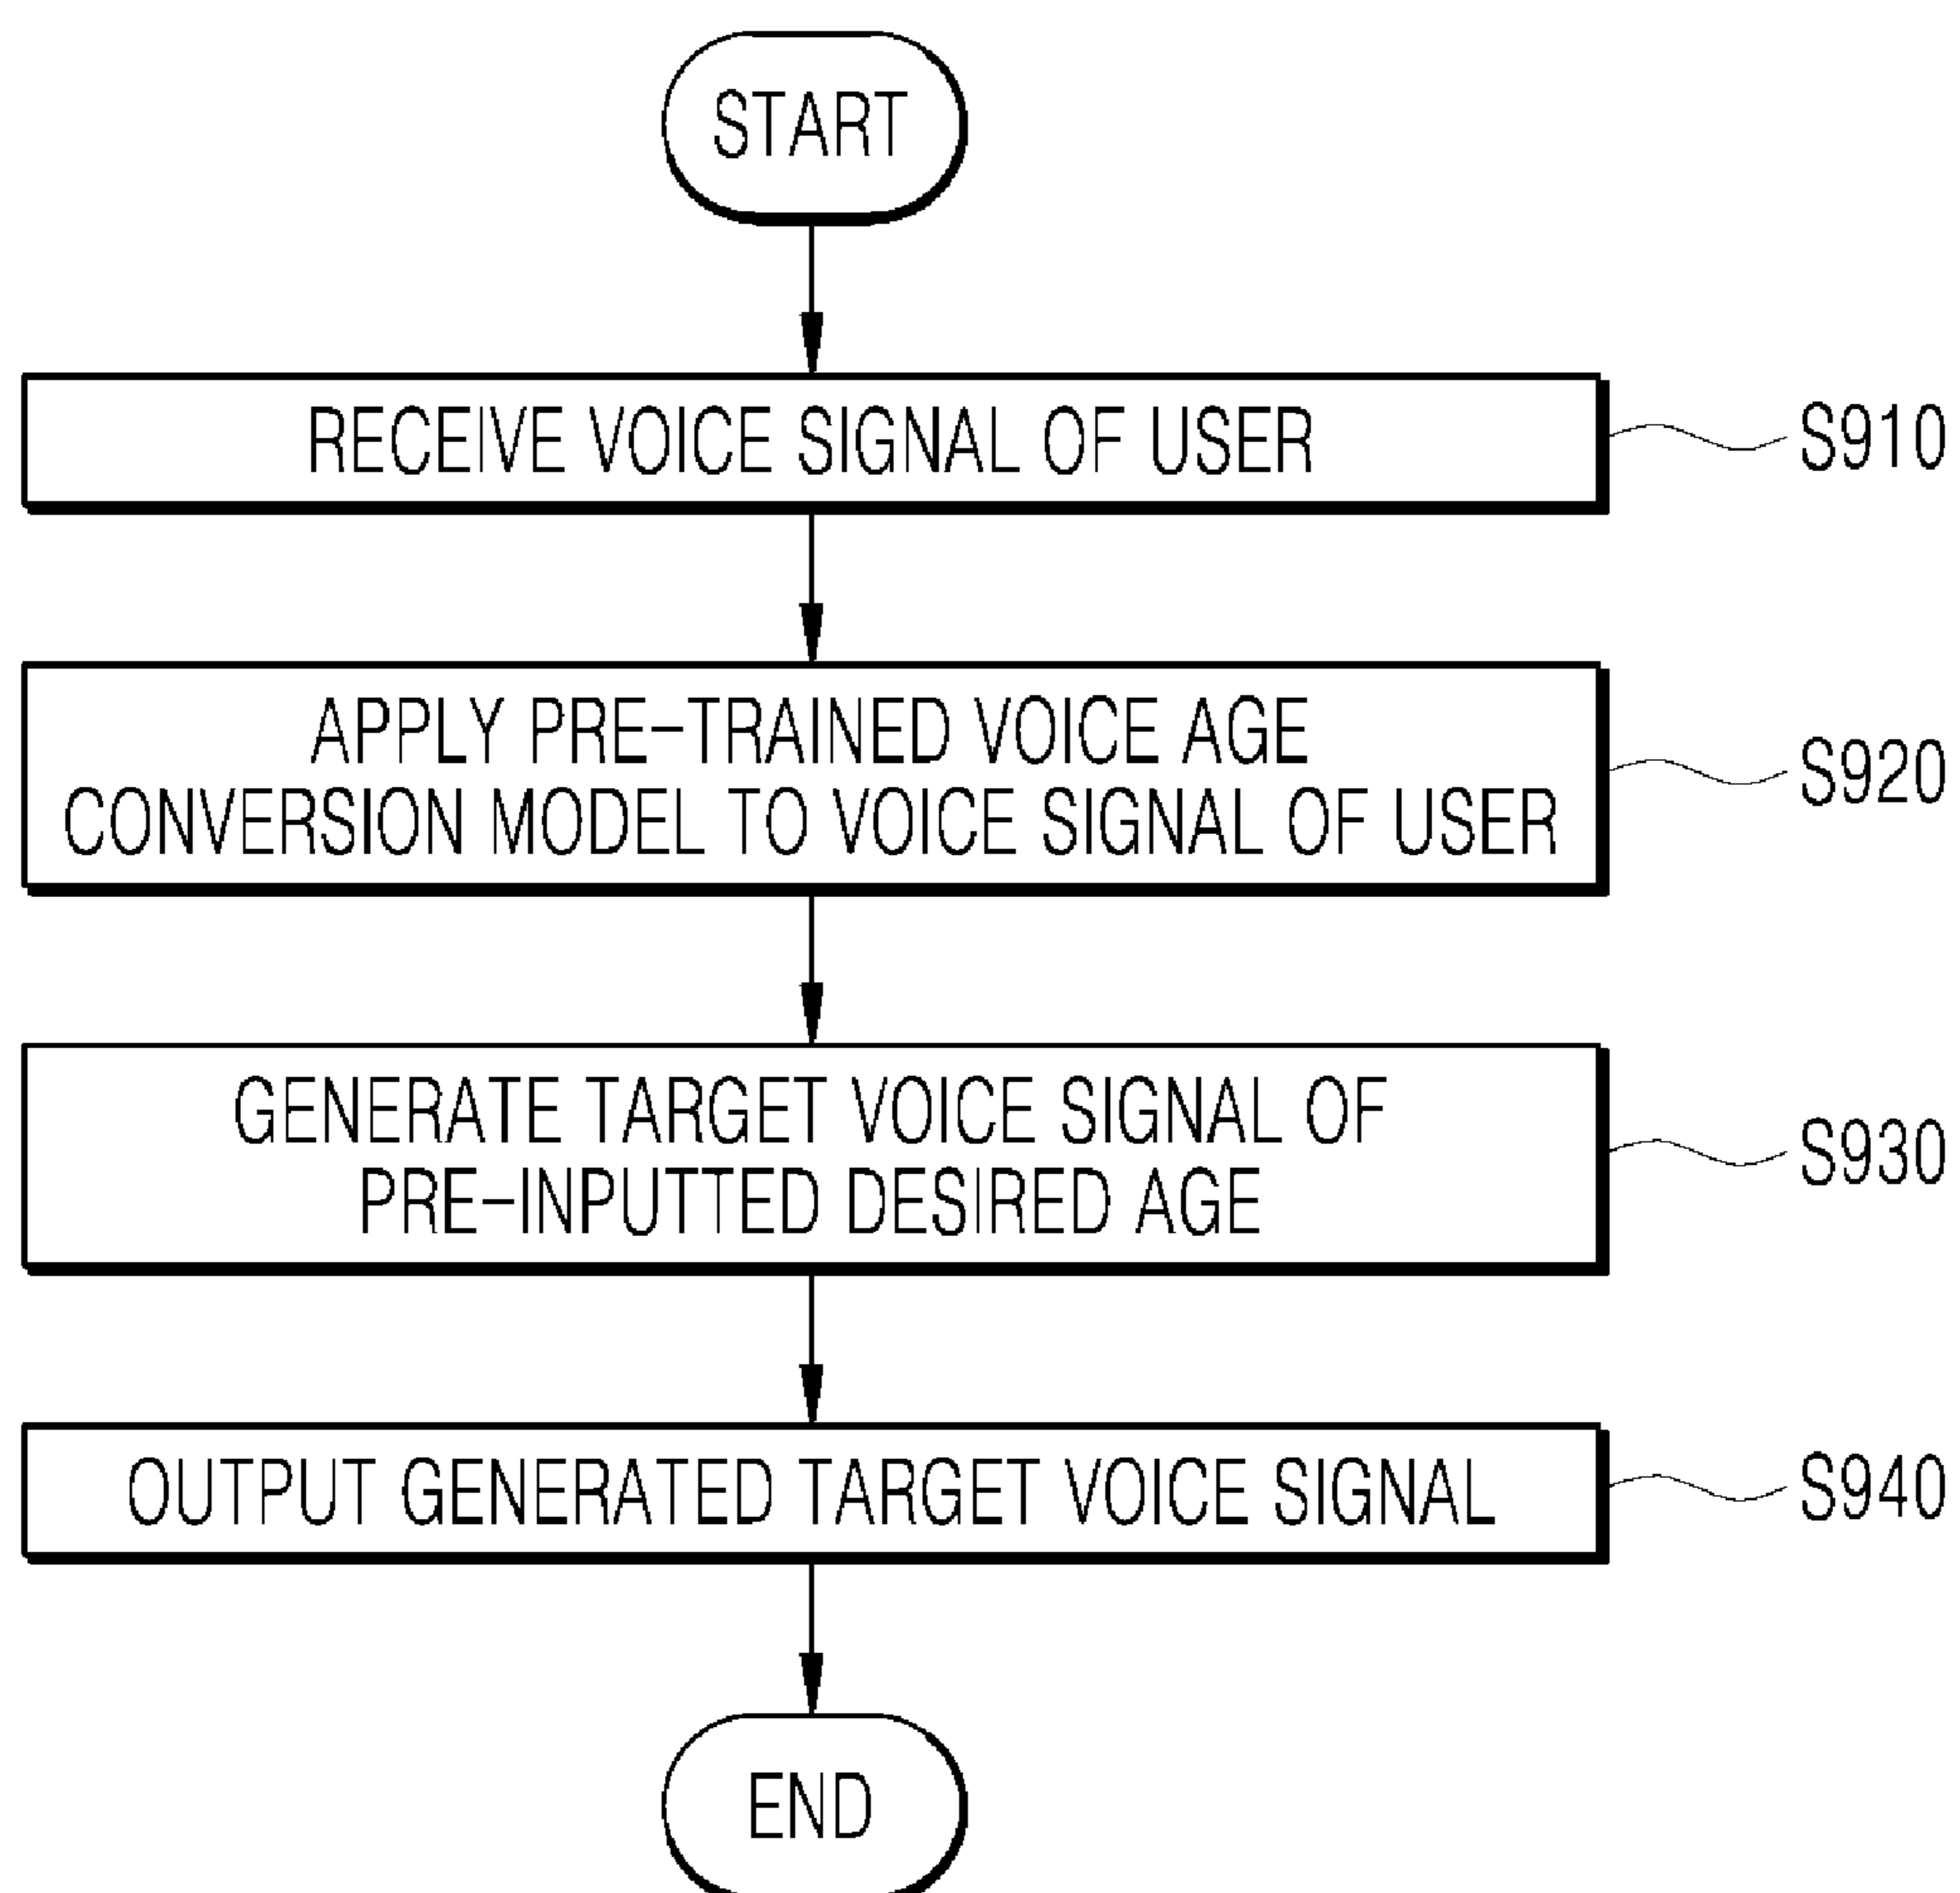 START
RECEIVE VOICE SIGNAL OF USER
S910
APPLY PRE-TRAINED VOICE AGE
CONVERSION MODEL TO VOICE SIGNAL OF USER
S920
GENERATE TARGET VOICE SIGNAL OF
PRE-INPUTTED DESIRED AGE
S930
OUTPUT GENERATED TARGET VOICE SIGNAL
S940
END